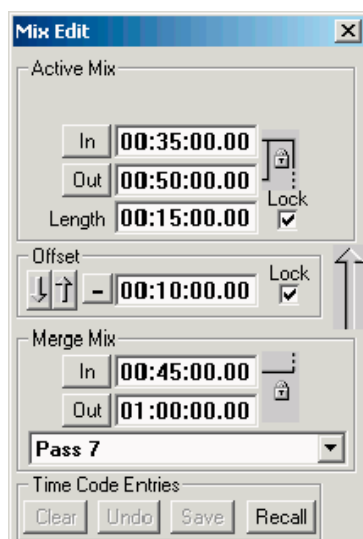 Mix Edit
Active Mix
In 00:35:00.00
Out 00:50:00.00
Length 00:15:00.00
Lock
Offset
- 00:10:00.00
Lock
Merge Mix
In 00:45:00.00
Out 01:00:00.00
Pass 7
Time Code Entries
Clear Undo Save Recall